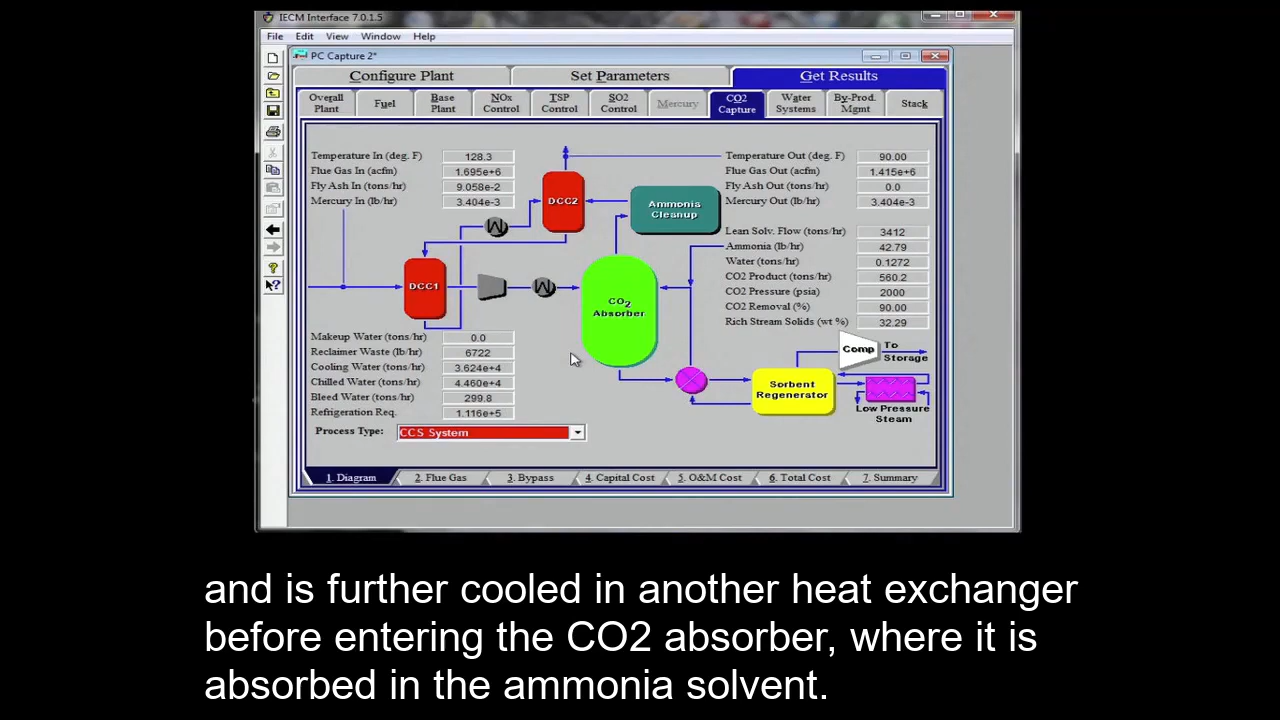 IECM Interface 7.0.1.5
File Edit View Window Help
PC Capture 2*
Configure Plant Set Parameters Get Results
Overall Plant Fuel Base Plant NOx Control TSP Control SO2 Control Mercury CO2 Capture Water Systems By-Prod. Mgmt Stack
Temperature In (deg. F) 128.3
Flue Gas In (acfm) 1.695e+6
Fly Ash In (tons/hr) 9.058e-2
Mercury In (lb/hr) 3.404e-3
DCC2
Ammonia
Cleanup
Temperature Out (deg. F) 90.00
Flue Gas Out (acfm) 1.415e+6
Fly Ash Out (tons/hr) 0.0
Mercury Out (lb/hr) 3.404e-3
Lean Solv. Flow (tons/hr) 3412
Ammonia (lb/hr) 42.79
Water (tons/hr) 0.1272
CO2 Product (tons/hr) 560.2
CO2 Pressure (psia) 2000
CO2 Removal (%) 90.00
Rich Stream Solids (wt %) 32.29
DCC1
CO2
Absorber
Makeup Water (tons/hr) 0.0
Reclaimer Waste (lb/hr) 6722
Cooling Water (tons/hr) 3.624e+4
Chilled Water (tons/hr) 4.460e+4
Bleed Water (tons/hr) 299.8
Refrigeration Req. 1.116e+5
Comp To
Storage
Sorbent
Regenerator
Low Pressure
Steam
Process Type: CCS System
1. Diagram 2. Flue Gas 3. Bypass 4. Capital Cost 5. O&M Cost 6. Total Cost 7. Summary
and is further cooled in another heat exchanger
before entering the CO2 absorber, where it is
absorbed in the ammonia solvent.